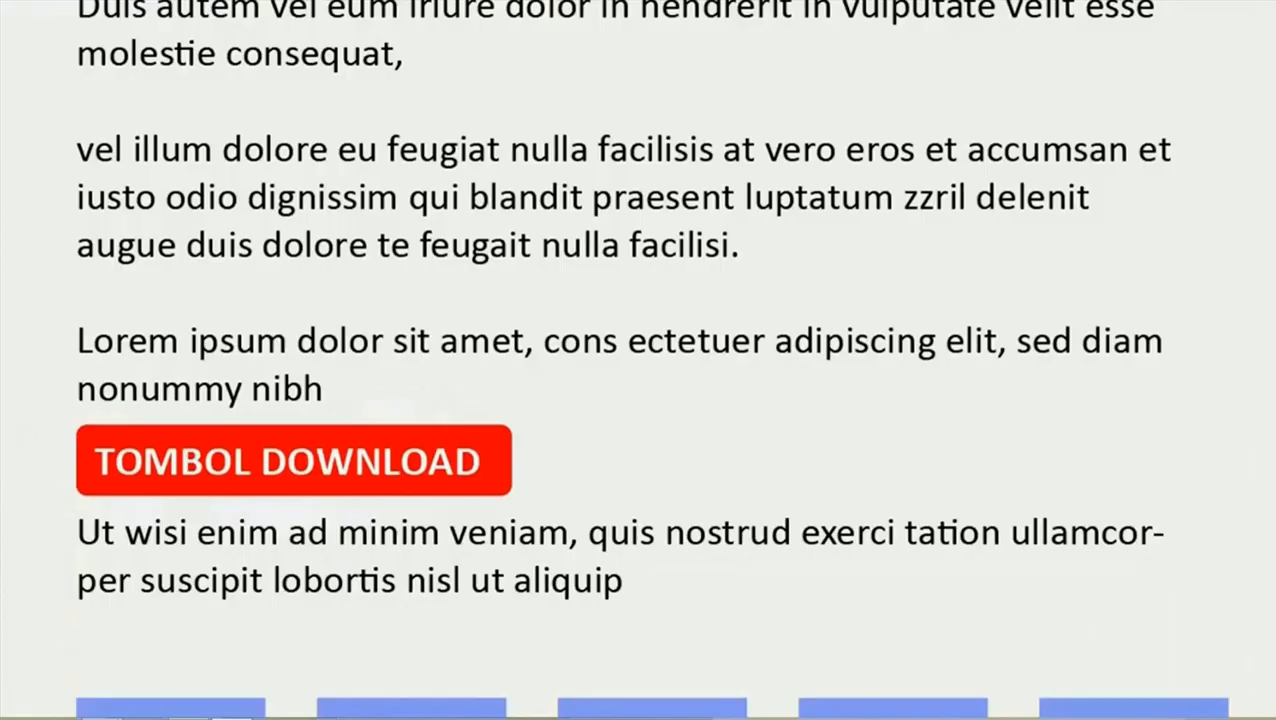 Duis autem vel eum iriure dolor in hendrerit in vulputate velit esse
molestie consequat,
vel illum dolore eu feugiat nulla facilisis at vero eros et accumsan et
iusto odio dignissim qui blandit praesent luptatum zzril delenit
augue duis dolore te feugait nulla facilisi.
Lorem ipsum dolor sit amet, cons ectetuer adipiscing elit, sed diam
nonummy nibh
TOMBOL DOWNLOAD
Ut wisi enim ad minim veniam, quis nostrud exerci tation ullamcor-
per suscipit lobortis nisl ut aliquip